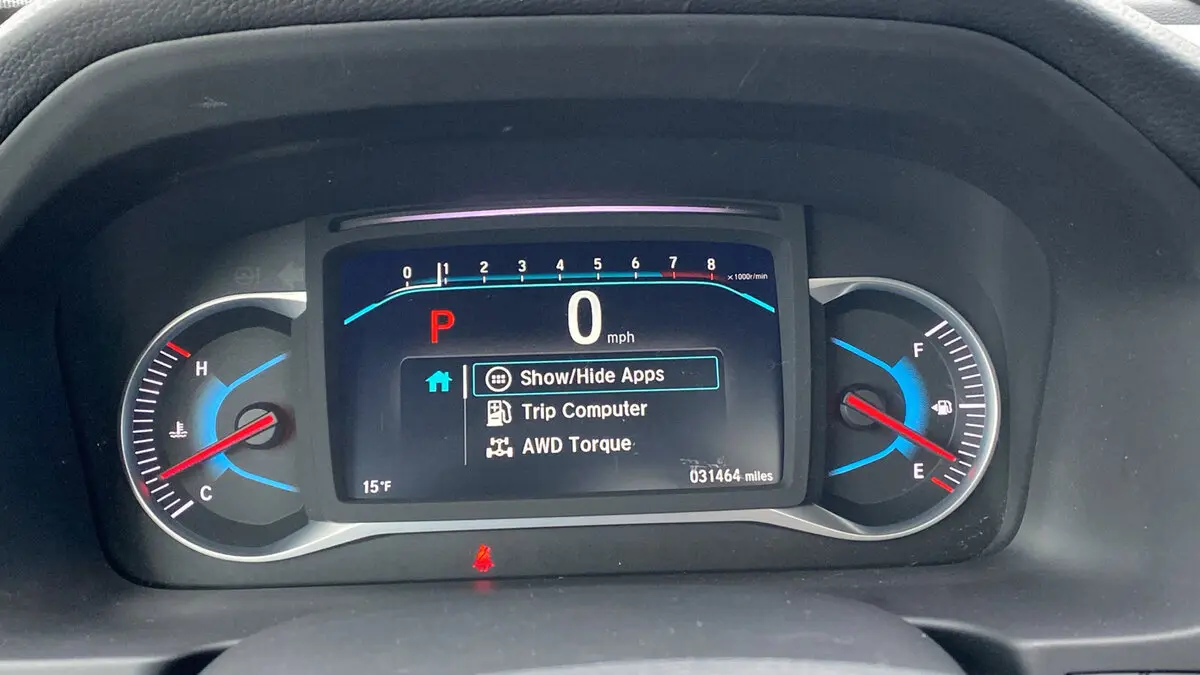 0 1 2 3 4 5 6 7 8 ×1000r/min
P 0 mph
H
F
Show/Hide Apps
Trip Computer
AWD Torque
C
E
15°F
031464 miles